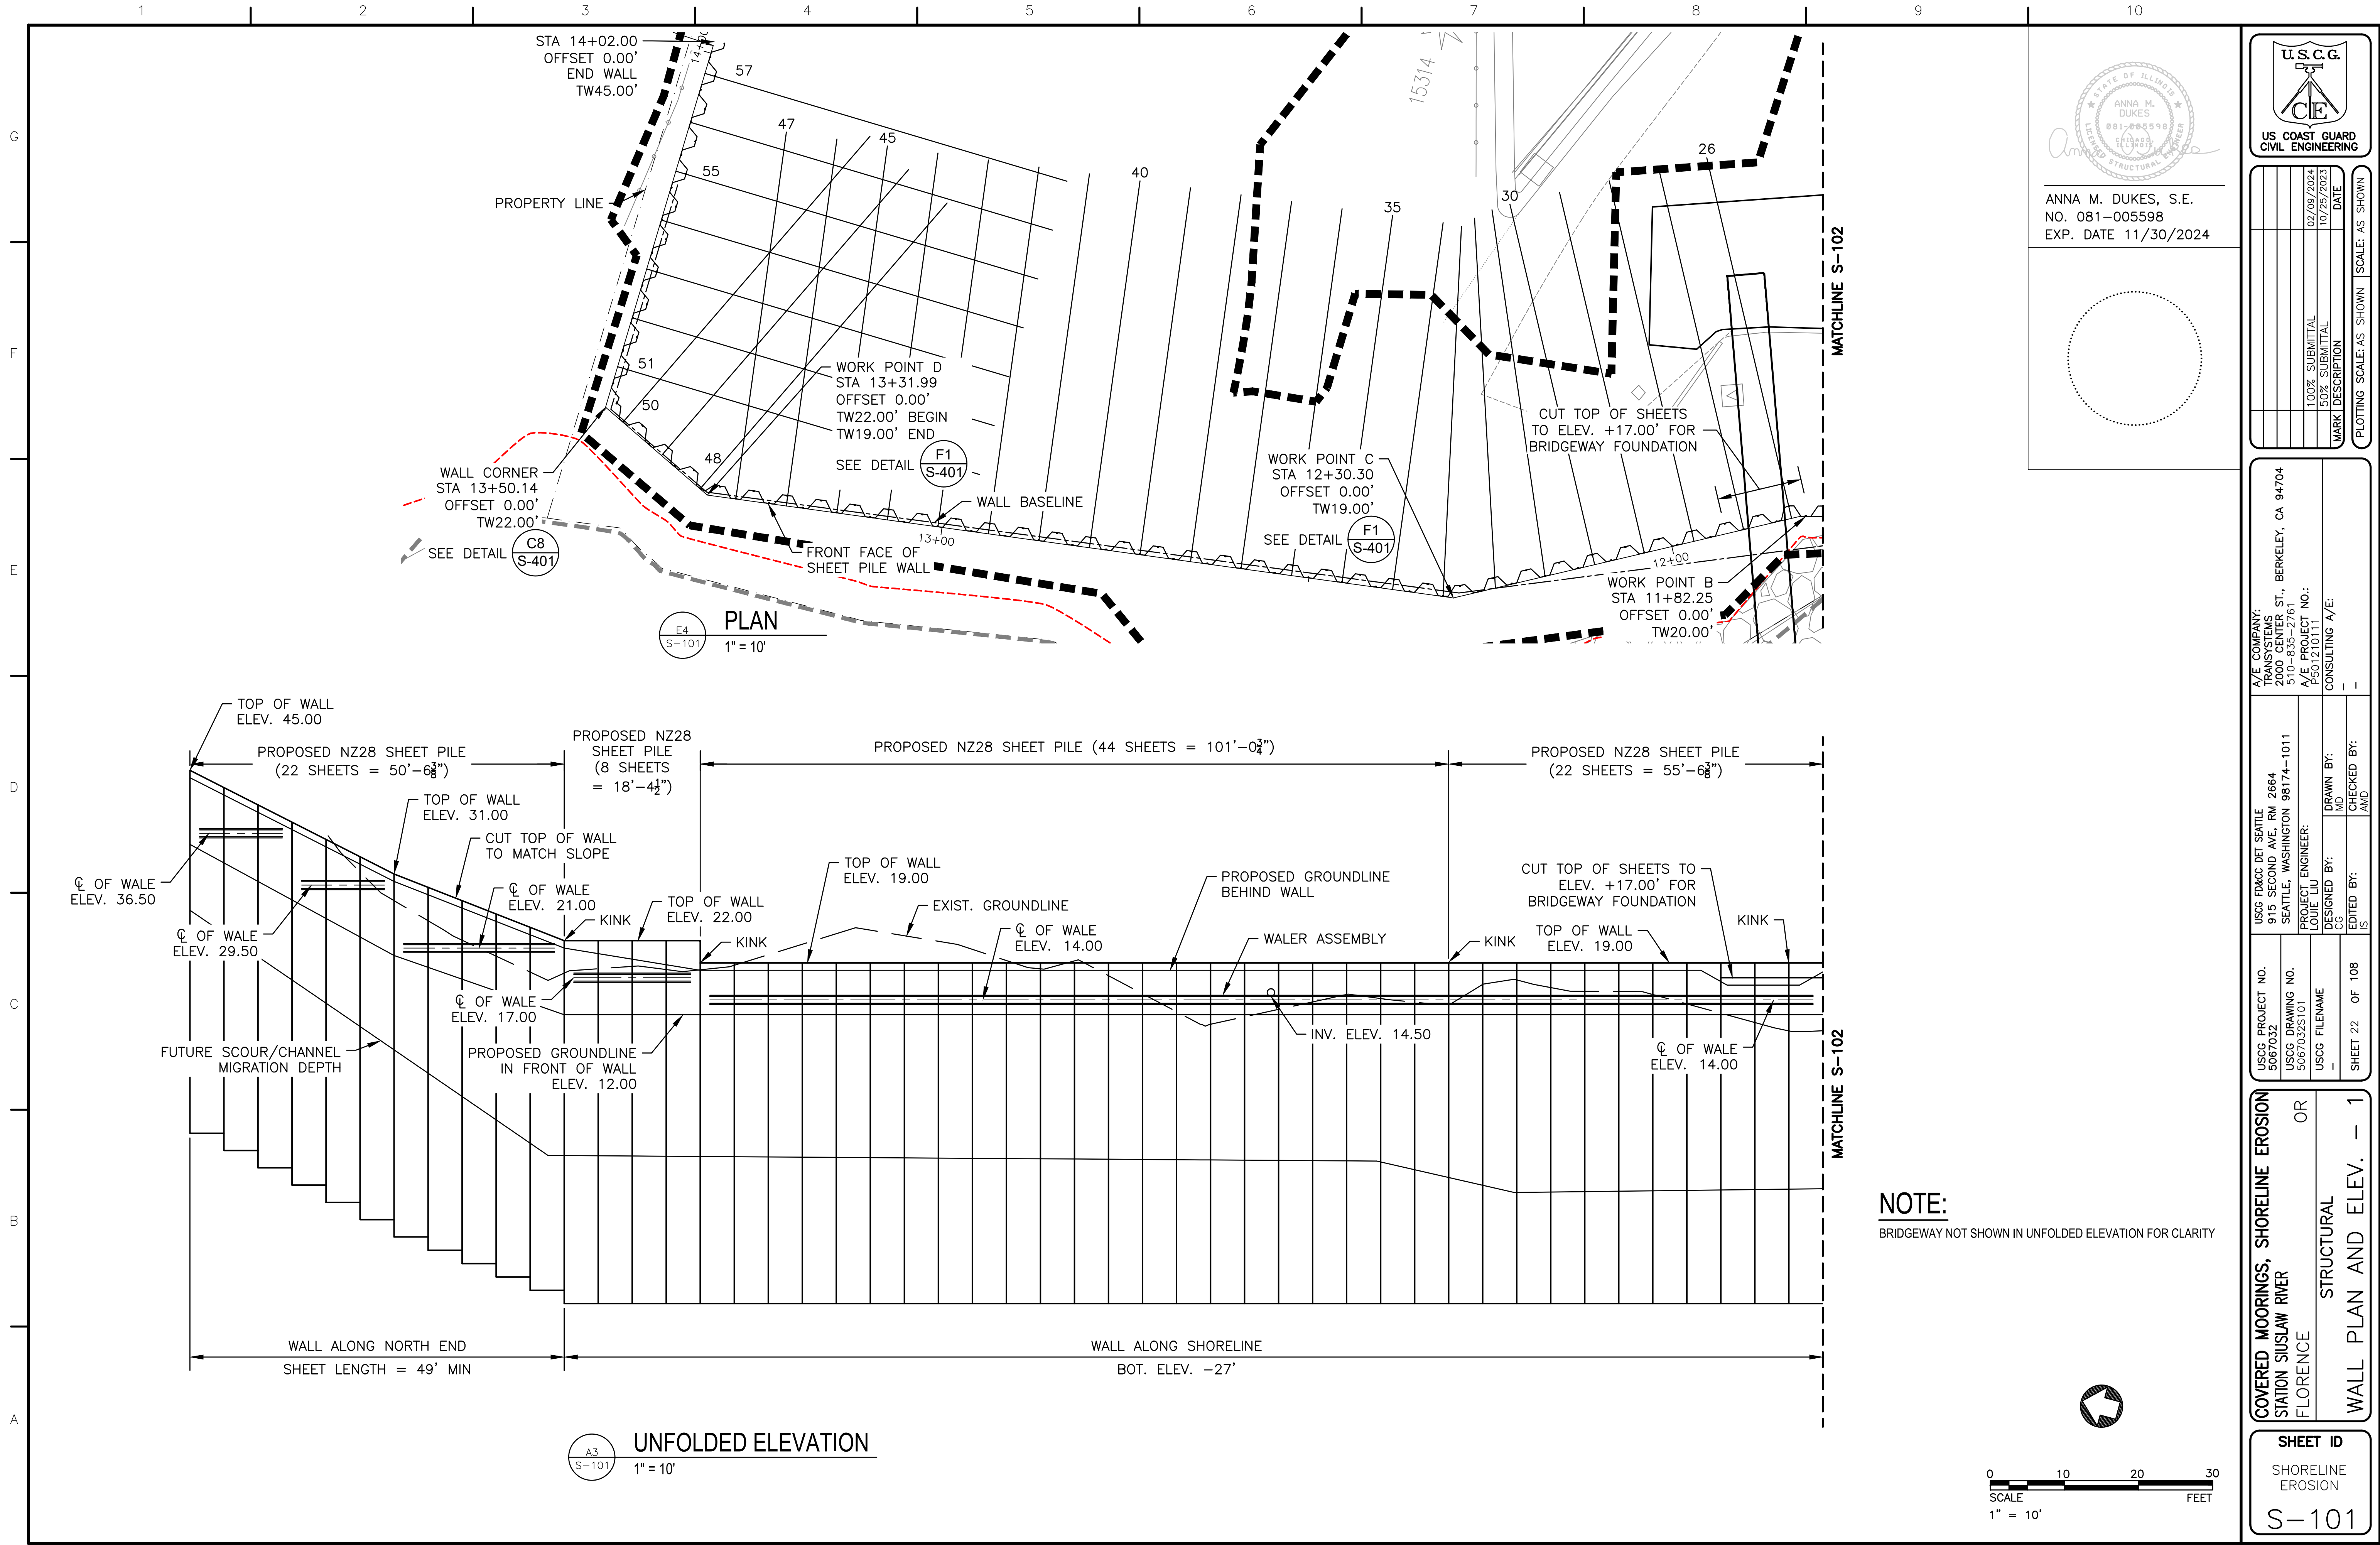 1 2 3 4 5 6 7 8 9 10
G
F
E
D
C
B
A
STA 14+02.00
OFFSET 0.00'
END WALL
TW45.00'
57
47
45
55
40
35
30
26
15314
PROPERTY LINE
51
50
48
WORK POINT D
STA 13+31.99
OFFSET 0.00'
TW22.00' BEGIN
TW19.00' END
SEE DETAIL F1
S-401
WALL BASELINE
13+00
WALL CORNER
STA 13+50.14
OFFSET 0.00'
TW22.00'
SEE DETAIL C8
S-401
FRONT FACE OF
SHEET PILE WALL
WORK POINT C
STA 12+30.30
OFFSET 0.00'
TW19.00'
SEE DETAIL F1
S-401
CUT TOP OF SHEETS
TO ELEV. +17.00' FOR
BRIDGEWAY FOUNDATION
12+00
WORK POINT B
STA 11+82.25
OFFSET 0.00'
TW20.00'
MATCHLINE S-102
E4
S-101
PLAN
1" = 10'
TOP OF WALL
ELEV. 45.00
PROPOSED NZ28 SHEET PILE
(22 SHEETS = 50'-6⅜")
PROPOSED NZ28
SHEET PILE
(8 SHEETS
= 18'-4½")
PROPOSED NZ28 SHEET PILE (44 SHEETS = 101'-0¾")
PROPOSED NZ28 SHEET PILE
(22 SHEETS = 55'-6⅜")
TOP OF WALL
ELEV. 31.00
CUT TOP OF WALL
TO MATCH SLOPE
℄ OF WALE
ELEV. 36.50
℄ OF WALE
ELEV. 29.50
℄ OF WALE
ELEV. 21.00
KINK
TOP OF WALL
ELEV. 22.00
KINK
TOP OF WALL
ELEV. 19.00
EXIST. GROUNDLINE
℄ OF WALE
ELEV. 14.00
PROPOSED GROUNDLINE
BEHIND WALL
WALER ASSEMBLY
KINK
CUT TOP OF SHEETS TO
ELEV. +17.00' FOR
BRIDGEWAY FOUNDATION
TOP OF WALL
ELEV. 19.00
KINK
℄ OF WALE
ELEV. 17.00
FUTURE SCOUR/CHANNEL
MIGRATION DEPTH
PROPOSED GROUNDLINE
IN FRONT OF WALL
ELEV. 12.00
INV. ELEV. 14.50
℄ OF WALE
ELEV. 14.00
MATCHLINE S-102
WALL ALONG NORTH END
SHEET LENGTH = 49' MIN
WALL ALONG SHORELINE
BOT. ELEV. -27'
A3
S-101
UNFOLDED ELEVATION
1" = 10'
NOTE:
BRIDGEWAY NOT SHOWN IN UNFOLDED ELEVATION FOR CLARITY
0 10 20 30
SCALE FEET
1" = 10'
STATE OF ILLINOIS
ANNA M.
DUKES
081-005598
CHICAGO,
ILLINOIS
LICENSED STRUCTURAL ENGINEER
ANNA M. DUKES, S.E.
NO. 081-005598
EXP. DATE 11/30/2024
U.S.C.G.
CE
US COAST GUARD
CIVIL ENGINEERING
100% SUBMITTAL 02/09/2024
50% SUBMITTAL 10/25/2023
MARK DESCRIPTION DATE
PLOTTING SCALE: AS SHOWN SCALE: AS SHOWN
A/E COMPANY:
TRANSYSTEMS
2000 CENTER ST., BERKELEY, CA 94704
510-835-2761
A/E PROJECT NO.:
P501210111
CONSULTING A/E:
-
-
USCG FD&CC DET SEATTLE
915 SECOND AVE, RM 2664
SEATTLE, WASHINGTON 98174-1011
PROJECT ENGINEER:
LOUIE LIU
DESIGNED BY:
CG
DRAWN BY:
MD
EDITED BY:
IS
CHECKED BY:
AMD
USCG PROJECT NO.
5067032
USCG DRAWING NO.
5067032S101
USCG FILENAME
-
SHEET 22 OF 108
COVERED MOORINGS, SHORELINE EROSION
STATION SIUSLAW RIVER
FLORENCE OR
STRUCTURAL
WALL PLAN AND ELEV. - 1
SHEET ID
SHORELINE
EROSION
S-101